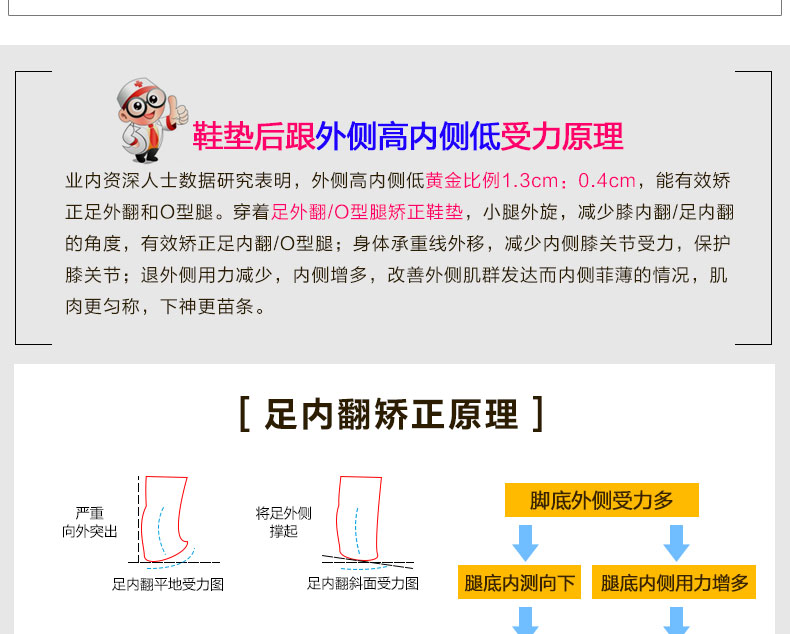 鞋垫后跟外侧高内侧低受力原理
业内资深人士数据研究表明，外侧高内侧低黄金比例1.3cm：0.4cm，能有效矫
正足外翻和O型腿。穿着足外翻/O型腿矫正鞋垫，小腿外旋，减少膝内翻/足内翻
的角度，有效矫正足内翻/O型腿；身体承重线外移，减少内侧膝关节受力，保护
膝关节；退外侧用力减少，内侧增多，改善外侧肌群发达而内侧菲薄的情况，肌
肉更匀称，下神更苗条。
[ 足内翻矫正原理 ]
严重
向外突出
足内翻平地受力图
将足外侧
撑起
足内翻斜面受力图
脚底外侧受力多
腿底内测向下
腿底内侧用力增多